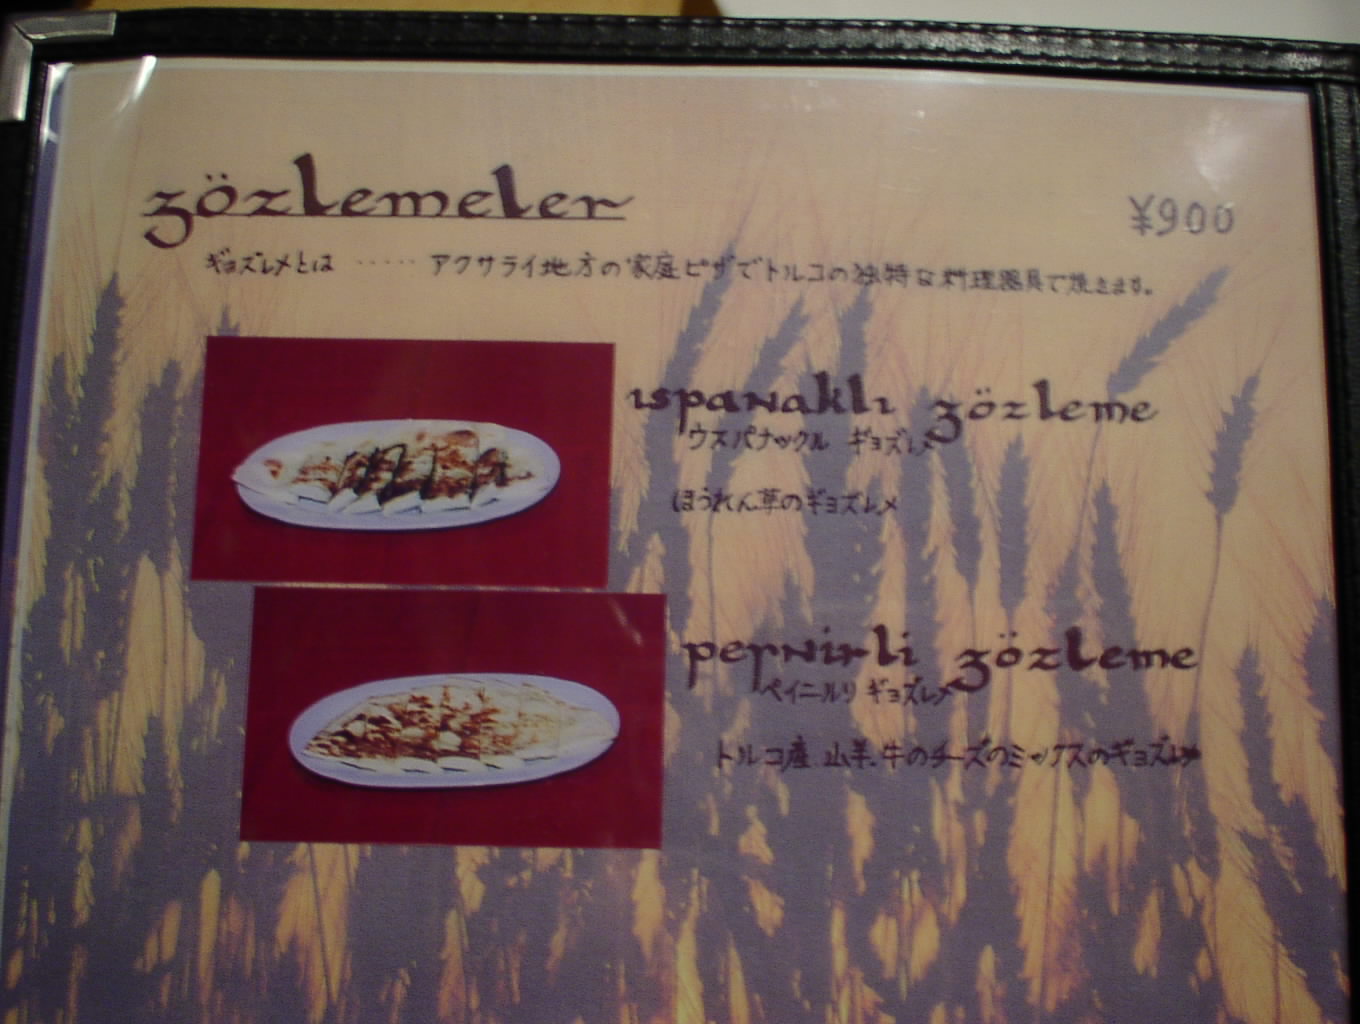 gözlemeler
¥900
ギョズレメとは ・・・・・ アクサライ地方の家庭ピザでトルコの独特な料理器具で焼きます。
ıspanaklı gözleme
ウスパナックル ギョズレメ
ほうれん草のギョズレメ
peynirli gözleme
ペイニルリ ギョズレメ
トルコ産 山羊、牛のチーズのミックスのギョズレメ